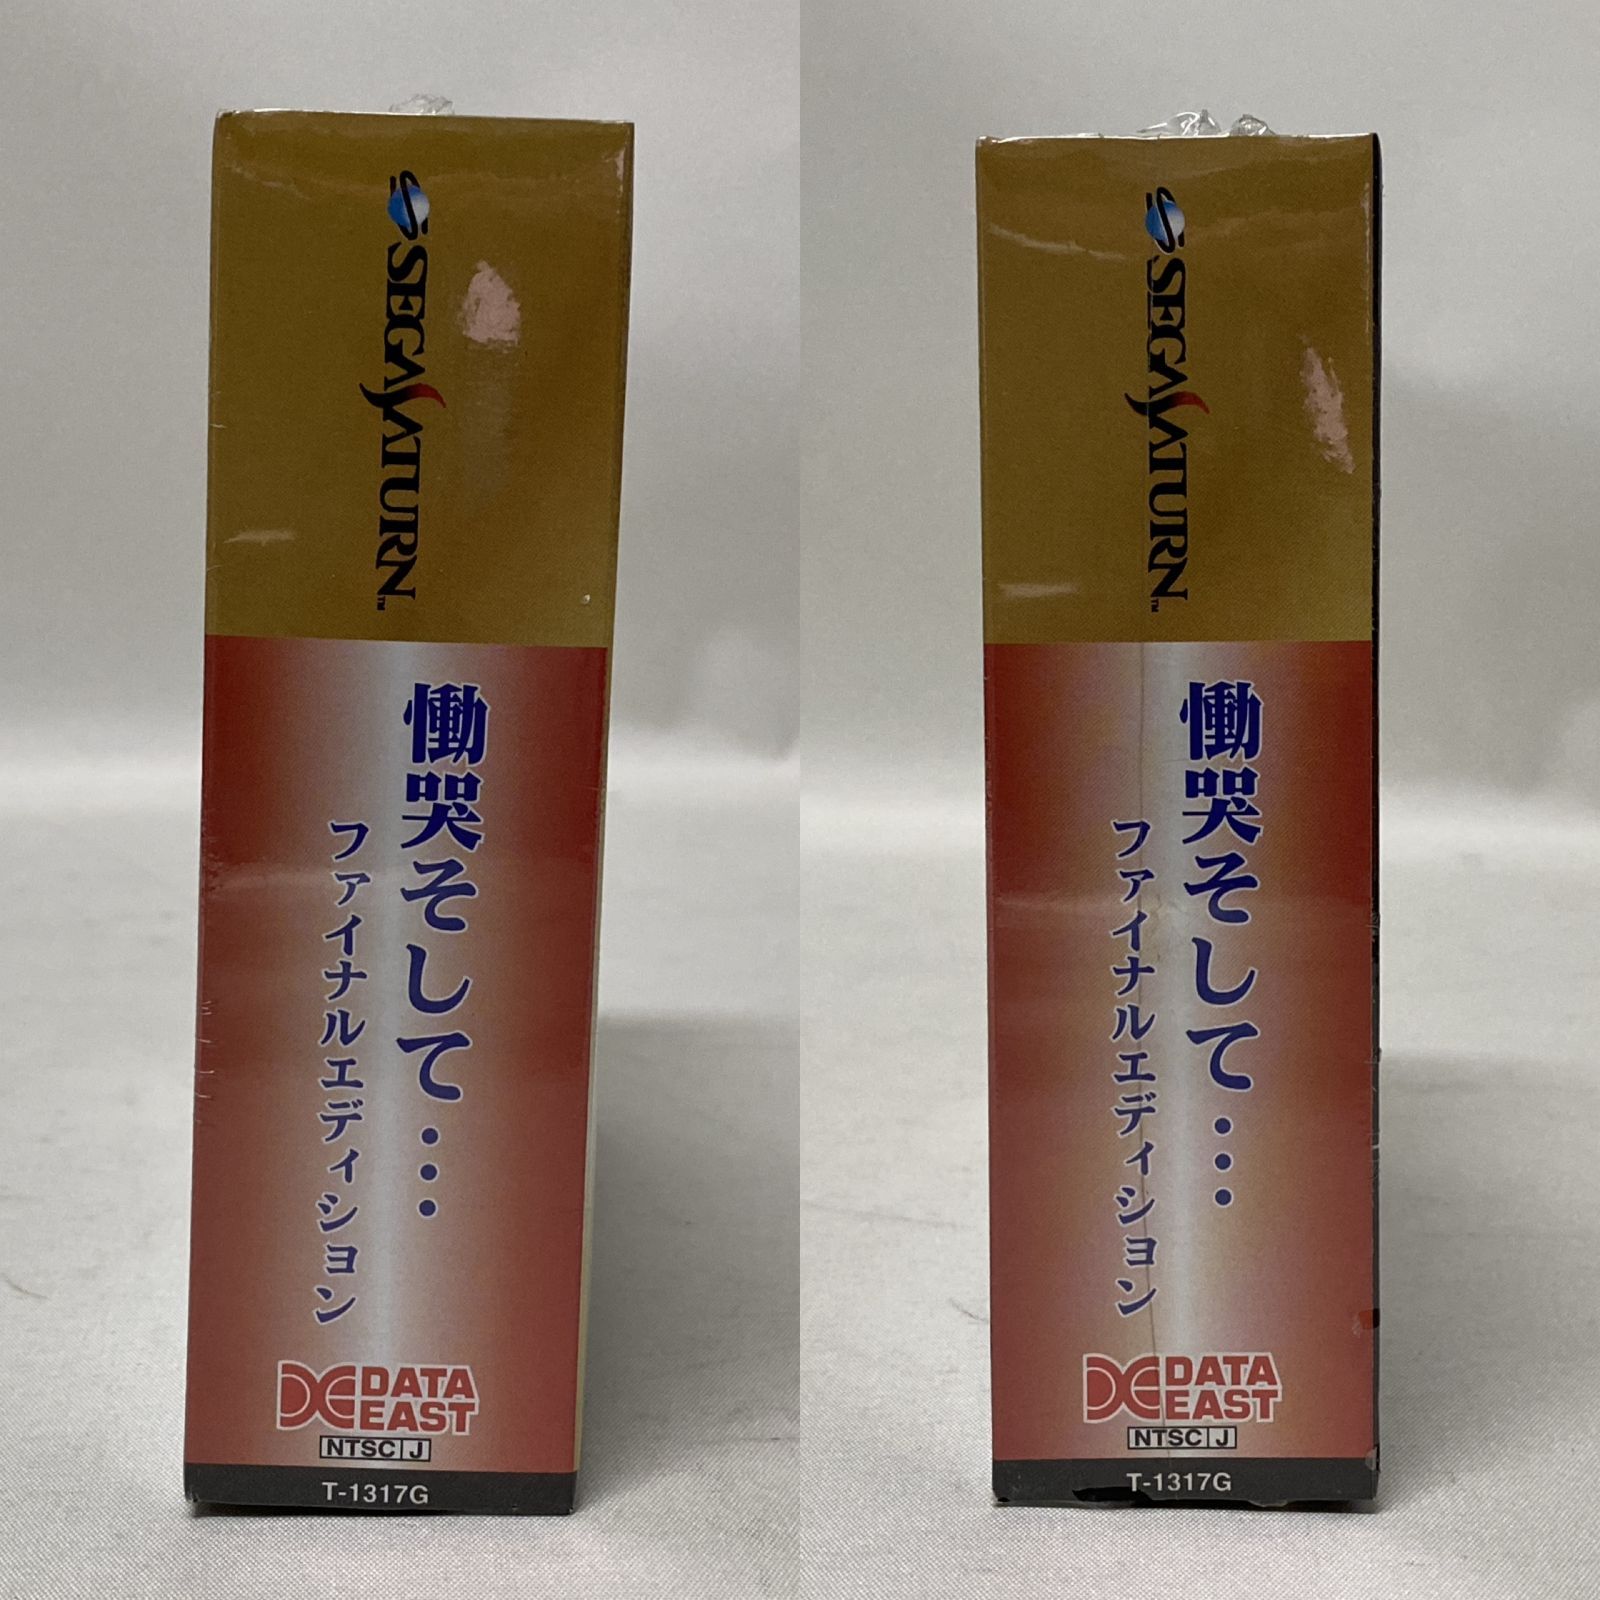 SEGA SATURN™
慟哭そして・・・
ファイナルエディション
DATA EAST
NTSC J
T-1317G
SEGA SATURN™
慟哭そして・・・
ファイナルエディション
DATA EAST
NTSC J
T-1317G